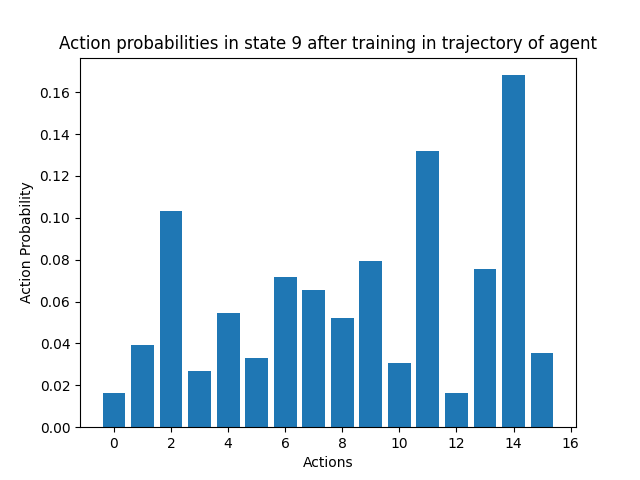 Action probabilities in state 9 after training in trajectory of agent
0.16
0.14
0.12
0.10
0.08
0.06
0.04
0.02
0.00
Action Probability
0 2 4 6 8 10 12 14 16
Actions